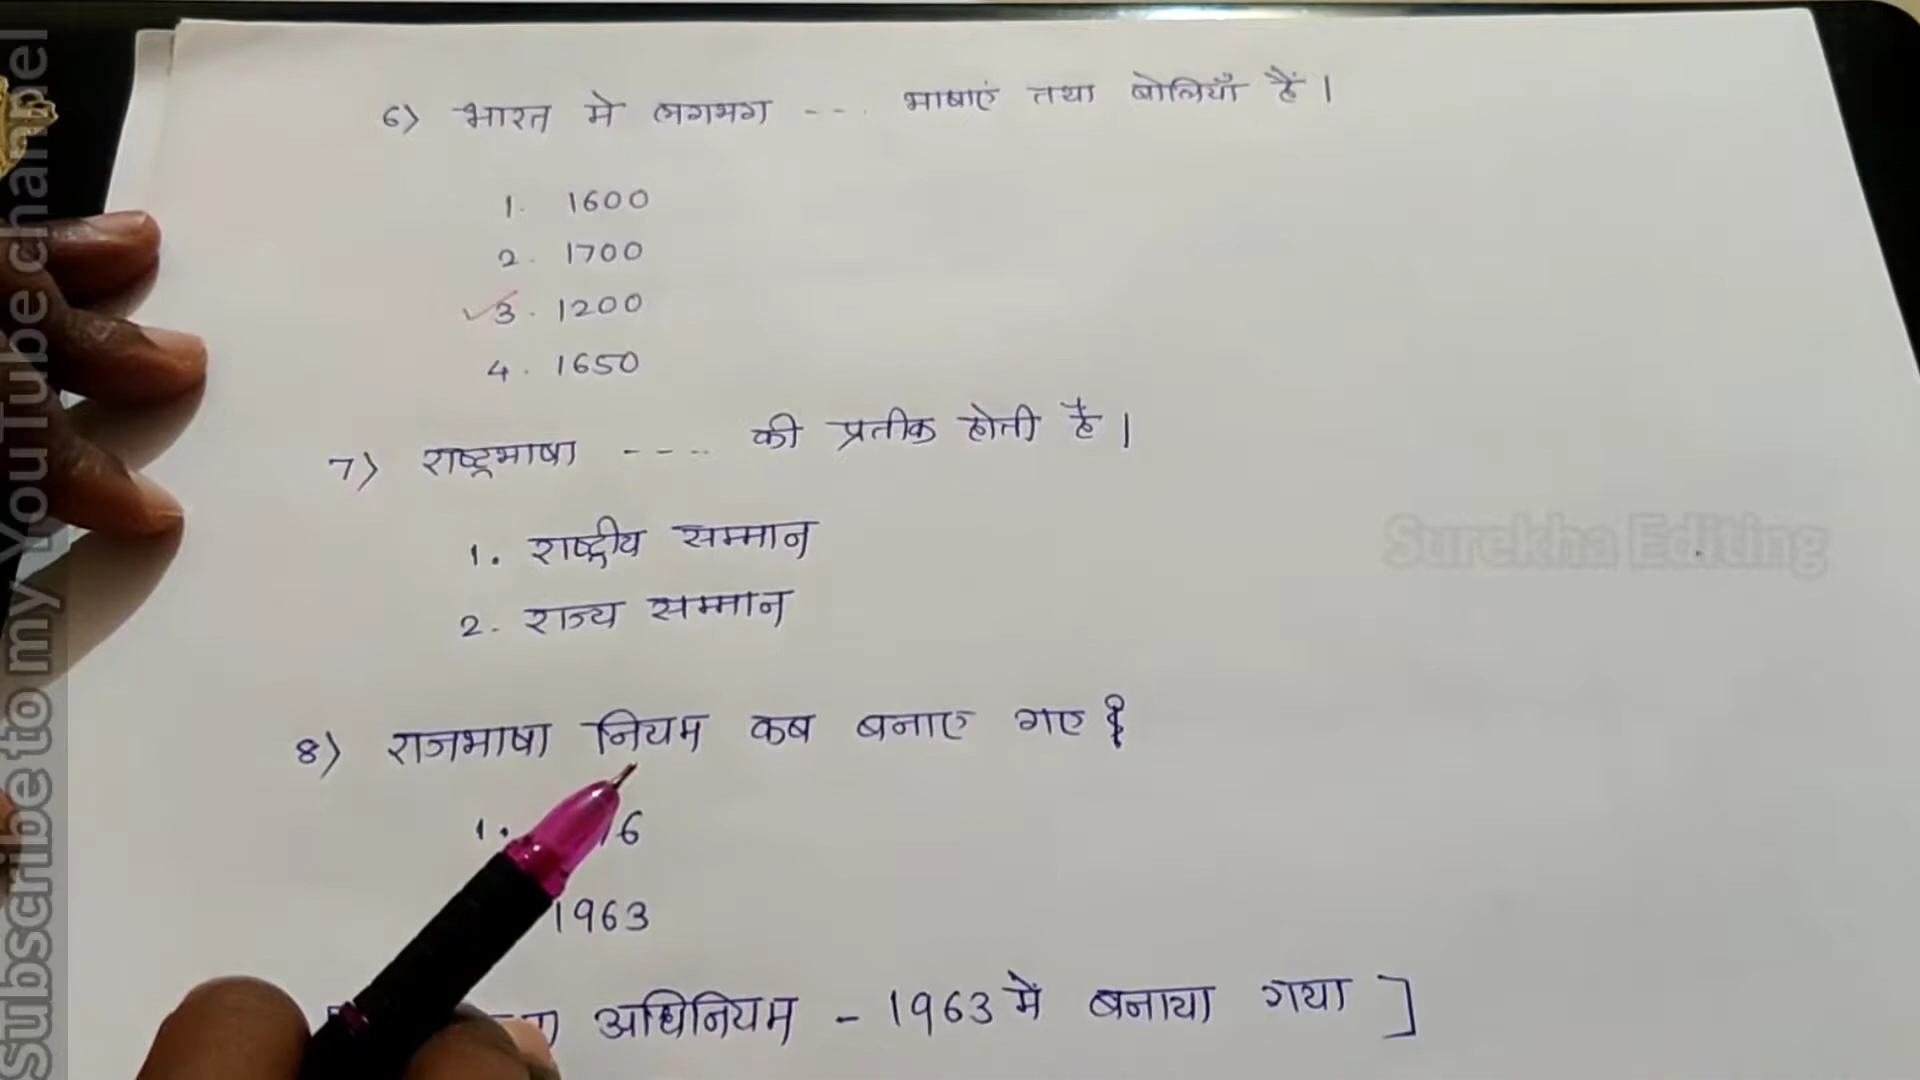 6) भारत मे लगभग --- भाषाएं तथा बोलियाँ हैं।
1. 1600
2. 1700
3. 1200
4. 1650
7) राष्ट्रभाषा ---- की प्रतीक होती है।
1. राष्ट्रीय सम्मान
2. राज्य सम्मान
8) राजभाषा नियम कब बनाए गए ?
1. 6
1963
अधिनियम - 1963 में बनाया गया ]
Subscribe to my YouTube channel
Surekha Editing